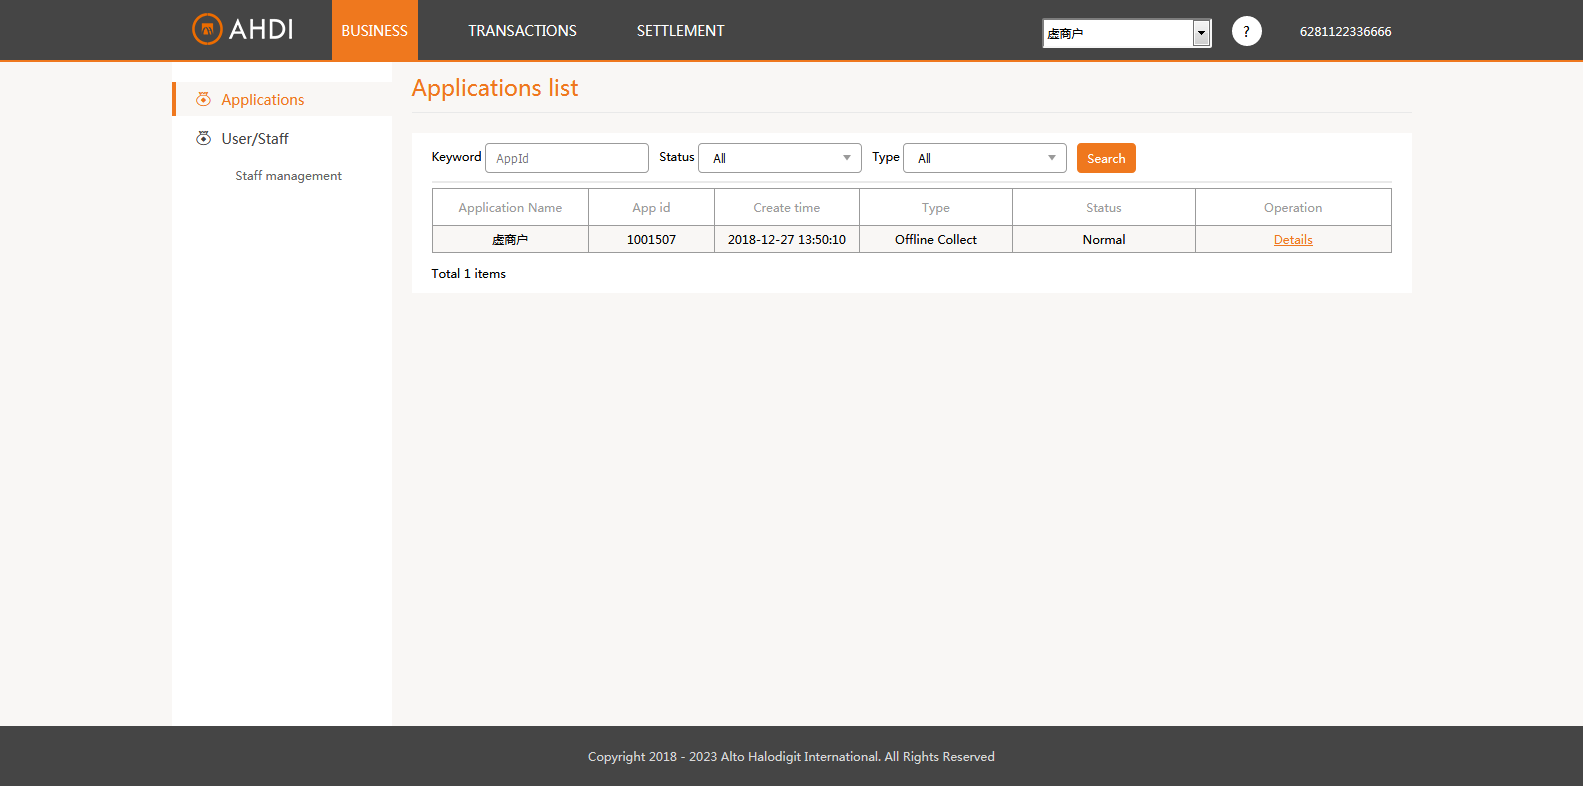 AHDI BUSINESS TRANSACTIONS SETTLEMENT 虚商户 ? 6281122336666
Applications
User/Staff
Staff management
Applications list
Keyword AppId Status All Type All Search
Application Name App id Create time Type Status Operation
虚商户 1001507 2018-12-27 13:50:10 Offline Collect Normal Details
Total 1 items
Copyright 2018 - 2023 Alto Halodigit International. All Rights Reserved